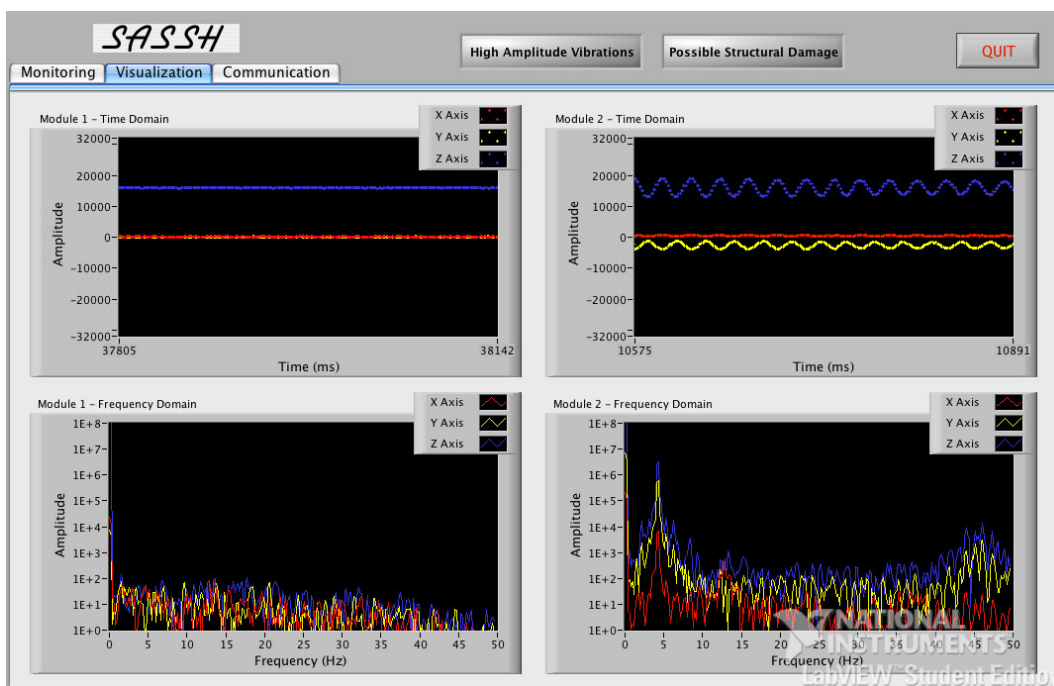 SASSH
High Amplitude Vibrations
Possible Structural Damage
QUIT
Monitoring
Visualization
Communication
Module 1 - Time Domain
X Axis
Y Axis
Z Axis
Amplitude
32000
20000
10000
0
-10000
-20000
-32000
37805
38142
Time (ms)
Module 2 - Time Domain
X Axis
Y Axis
Z Axis
Amplitude
32000
20000
10000
0
-10000
-20000
-32000
10575
10891
Time (ms)
Module 1 - Frequency Domain
X Axis
Y Axis
Z Axis
Amplitude
1E+8
1E+7
1E+6
1E+5
1E+4
1E+3
1E+2
1E+1
1E+0
0 5 10 15 20 25 30 35 40 45 50
Frequency (Hz)
Module 2 - Frequency Domain
X Axis
Y Axis
Z Axis
Amplitude
1E+8
1E+7
1E+6
1E+5
1E+4
1E+3
1E+2
1E+1
1E+0
0 5 10 15 20 25 30 35 40 45 50
Frequency (Hz)
NATIONAL
INSTRUMENTS
LabVIEW™ Student Edition